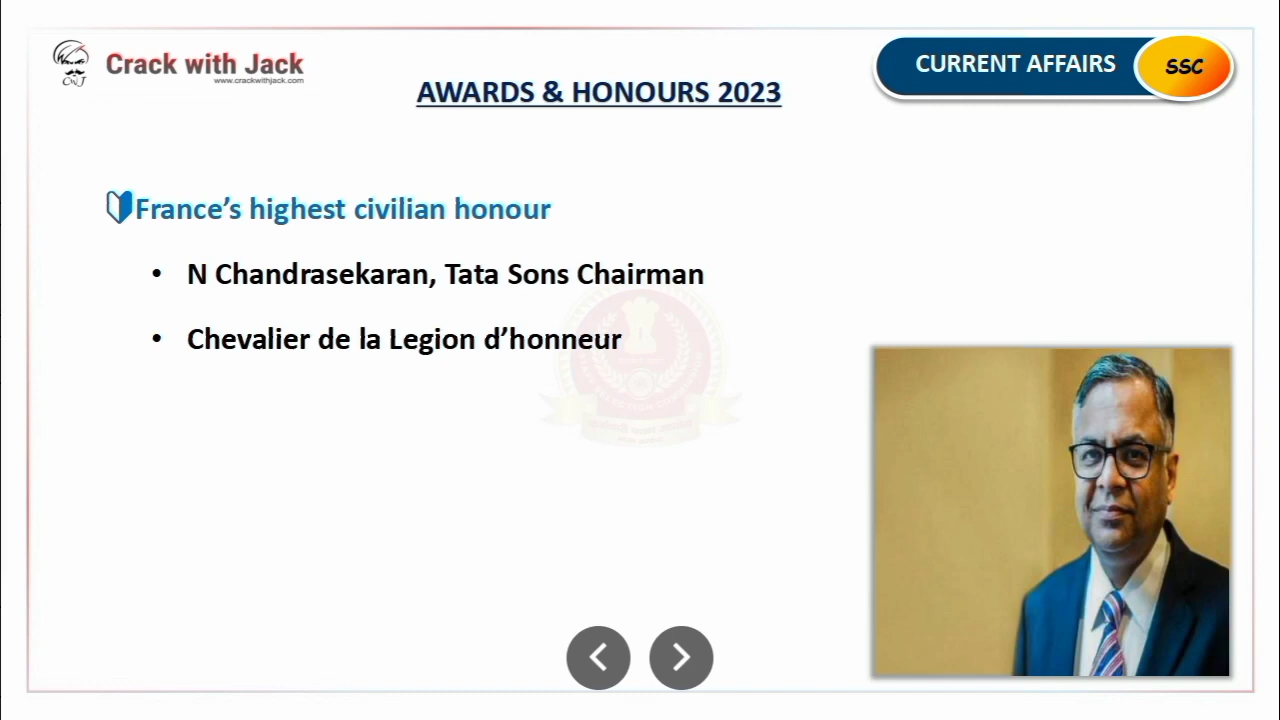 Crack with Jack
www.crackwithjack.com
CWJ
CURRENT AFFAIRS
SSC
AWARDS & HONOURS 2023
France’s highest civilian honour
• N Chandrasekaran, Tata Sons Chairman
• Chevalier de la Legion d’honneur